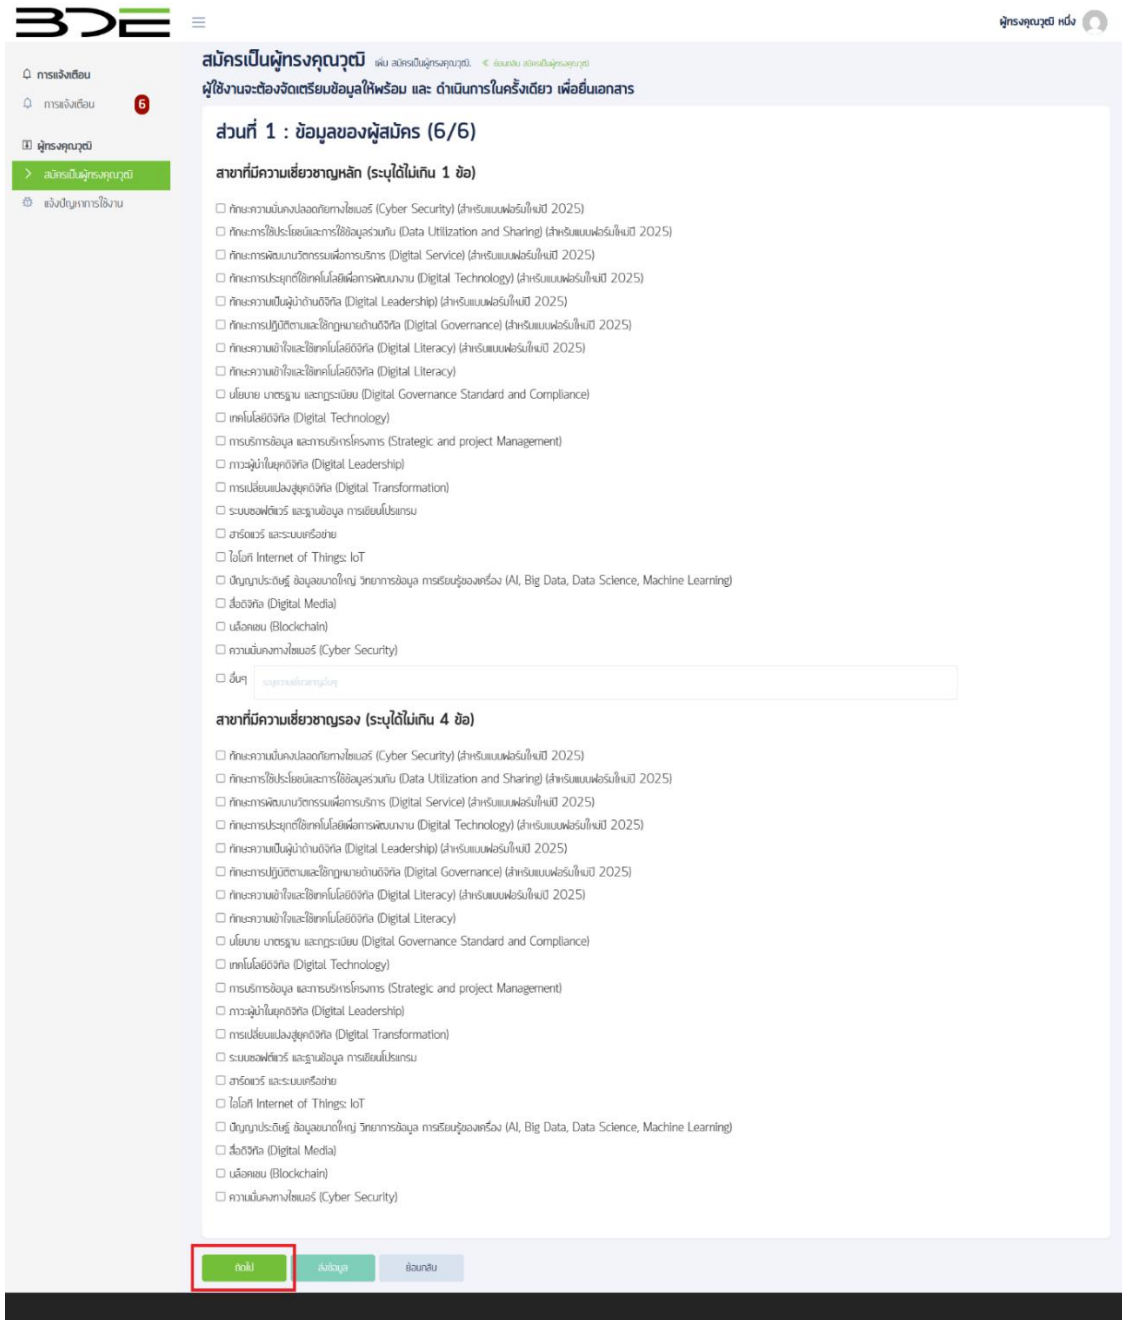 BDE
ผู้ทรงคุณวุฒิ หนึ่ง
การแจ้งเตือน
การแจ้งเตือน 6
ผู้ทรงคุณวุฒิ
สมัครเป็นผู้ทรงคุณวุฒิ
แจ้งปัญหาการใช้งาน
สมัครเป็นผู้ทรงคุณวุฒิ เพิ่ม สมัครเป็นผู้ทรงคุณวุฒิ. < ย้อนกลับ สมัครเป็นผู้ทรงคุณวุฒิ
ผู้ใช้งานจะต้องจัดเตรียมข้อมูลให้พร้อม และ ดำเนินการในครั้งเดียว เพื่อยื่นเอกสาร
ส่วนที่ 1 : ข้อมูลของผู้สมัคร (6/6)
สาขาที่มีความเชี่ยวชาญหลัก (ระบุได้ไม่เกิน 1 ข้อ)
ทักษะความมั่นคงปลอดภัยทางไซเบอร์ (Cyber Security) (สำหรับแบบฟอร์มใหม่ปี 2025)
ทักษะการใช้ประโยชน์และการใช้ข้อมูลร่วมกัน (Data Utilization and Sharing) (สำหรับแบบฟอร์มใหม่ปี 2025)
ทักษะการพัฒนานวัตกรรมเพื่อการบริการ (Digital Service) (สำหรับแบบฟอร์มใหม่ปี 2025)
ทักษะการประยุกต์ใช้เทคโนโลยีเพื่อการพัฒนางาน (Digital Technology) (สำหรับแบบฟอร์มใหม่ปี 2025)
ทักษะความเป็นผู้นำด้านดิจิทัล (Digital Leadership) (สำหรับแบบฟอร์มใหม่ปี 2025)
ทักษะการปฏิบัติตามและใช้กฎหมายด้านดิจิทัล (Digital Governance) (สำหรับแบบฟอร์มใหม่ปี 2025)
ทักษะความเข้าใจและใช้เทคโนโลยีดิจิทัล (Digital Literacy) (สำหรับแบบฟอร์มใหม่ปี 2025)
ทักษะความเข้าใจและใช้เทคโนโลยีดิจิทัล (Digital Literacy)
นโยบาย มาตรฐาน และกฎระเบียบ (Digital Governance Standard and Compliance)
เทคโนโลยีดิจิทัล (Digital Technology)
การบริการข้อมูล และการบริหารโครงการ (Strategic and project Management)
ภาวะผู้นำในยุคดิจิทัล (Digital Leadership)
การเปลี่ยนแปลงสู่ยุคดิจิทัล (Digital Transformation)
ระบบซอฟต์แวร์ และฐานข้อมูล การเขียนโปรแกรม
ฮาร์ดแวร์ และระบบเครือข่าย
ไอโอที Internet of Things: IoT
ปัญญาประดิษฐ์ ข้อมูลขนาดใหญ่ วิทยาการข้อมูล การเรียนรู้ของเครื่อง (AI, Big Data, Data Science, Machine Learning)
สื่อดิจิทัล (Digital Media)
บล็อคเชน (Blockchain)
ความมั่นคงทางไซเบอร์ (Cyber Security)
อื่นๆ ระบุความเชี่ยวชาญอื่นๆ
สาขาที่มีความเชี่ยวชาญรอง (ระบุได้ไม่เกิน 4 ข้อ)
ทักษะความมั่นคงปลอดภัยทางไซเบอร์ (Cyber Security) (สำหรับแบบฟอร์มใหม่ปี 2025)
ทักษะการใช้ประโยชน์และการใช้ข้อมูลร่วมกัน (Data Utilization and Sharing) (สำหรับแบบฟอร์มใหม่ปี 2025)
ทักษะการพัฒนานวัตกรรมเพื่อการบริการ (Digital Service) (สำหรับแบบฟอร์มใหม่ปี 2025)
ทักษะการประยุกต์ใช้เทคโนโลยีเพื่อการพัฒนางาน (Digital Technology) (สำหรับแบบฟอร์มใหม่ปี 2025)
ทักษะความเป็นผู้นำด้านดิจิทัล (Digital Leadership) (สำหรับแบบฟอร์มใหม่ปี 2025)
ทักษะการปฏิบัติตามและใช้กฎหมายด้านดิจิทัล (Digital Governance) (สำหรับแบบฟอร์มใหม่ปี 2025)
ทักษะความเข้าใจและใช้เทคโนโลยีดิจิทัล (Digital Literacy) (สำหรับแบบฟอร์มใหม่ปี 2025)
ทักษะความเข้าใจและใช้เทคโนโลยีดิจิทัล (Digital Literacy)
นโยบาย มาตรฐาน และกฎระเบียบ (Digital Governance Standard and Compliance)
เทคโนโลยีดิจิทัล (Digital Technology)
การบริการข้อมูล และการบริหารโครงการ (Strategic and project Management)
ภาวะผู้นำในยุคดิจิทัล (Digital Leadership)
การเปลี่ยนแปลงสู่ยุคดิจิทัล (Digital Transformation)
ระบบซอฟต์แวร์ และฐานข้อมูล การเขียนโปรแกรม
ฮาร์ดแวร์ และระบบเครือข่าย
ไอโอที Internet of Things: IoT
ปัญญาประดิษฐ์ ข้อมูลขนาดใหญ่ วิทยาการข้อมูล การเรียนรู้ของเครื่อง (AI, Big Data, Data Science, Machine Learning)
สื่อดิจิทัล (Digital Media)
บล็อคเชน (Blockchain)
ความมั่นคงทางไซเบอร์ (Cyber Security)
ถัดไป ส่งข้อมูล ย้อนกลับ